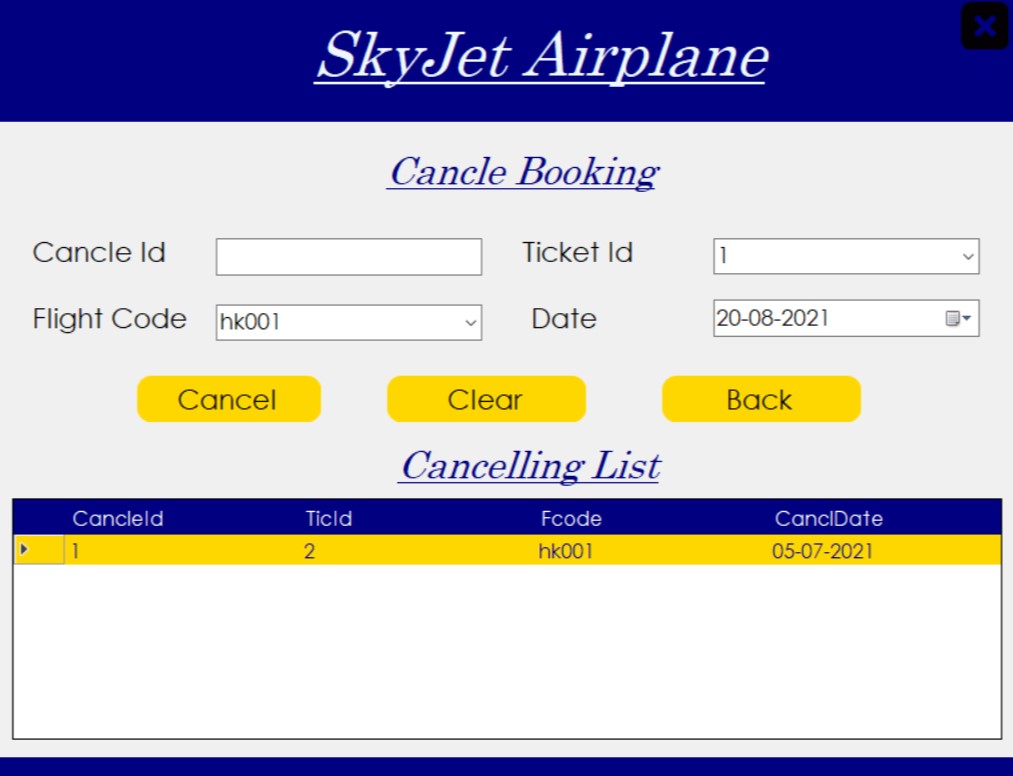 SkyJet Airplane
Cancle Booking
Cancle Id
Ticket Id 1
Flight Code hk001
Date 20-08-2021
Cancel Clear Back
Cancelling List
CancleId TicId Fcode CanclDate
1 2 hk001 05-07-2021